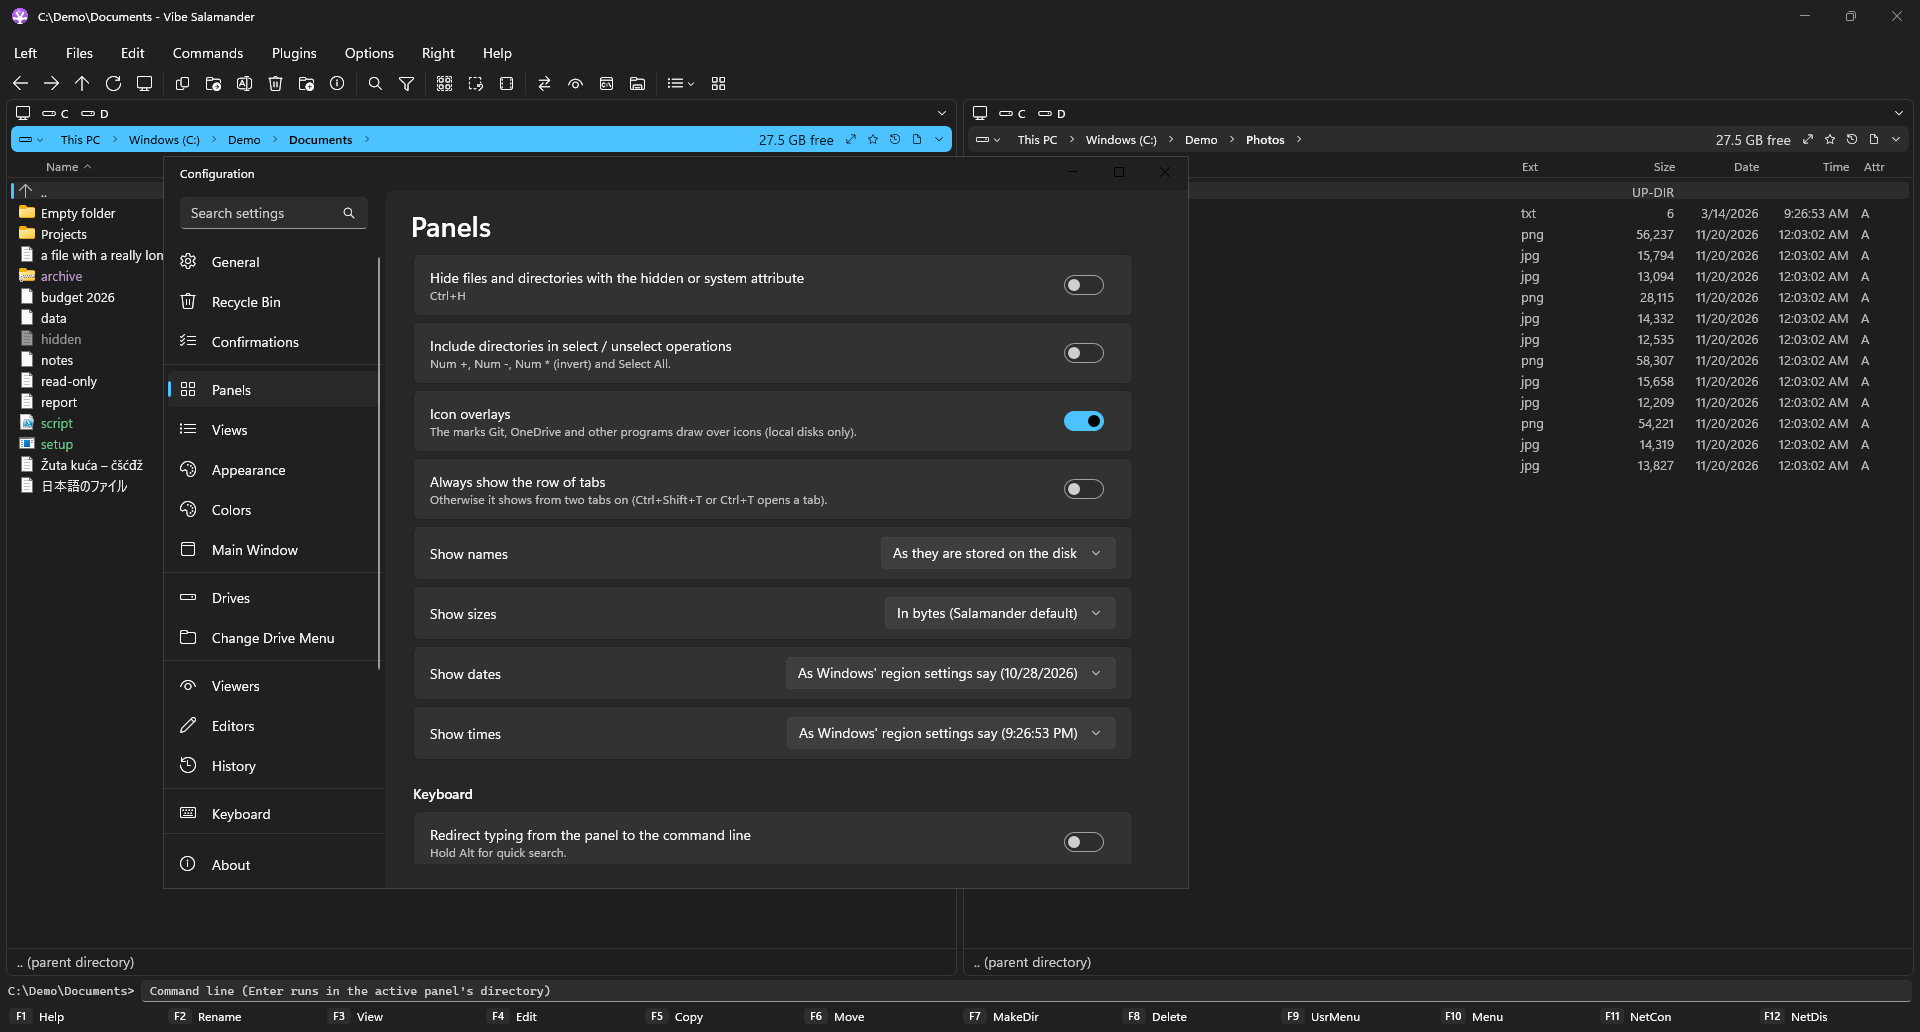 C:\Demo\Documents - Vibe Salamander
Left Files Edit Commands Plugins Options Right Help
C D
This PC Windows (C:) Demo Documents 27.5 GB free
Name
..
Empty folder
Projects
a file with a really lon
archive
budget 2026
data
hidden
notes
read-only
report
script
setup
Žuta kuća – čšćđž
日本語のファイル
.. (parent directory)
Configuration
Search settings
General
Recycle Bin
Confirmations
Panels
Views
Appearance
Colors
Main Window
Drives
Change Drive Menu
Viewers
Editors
History
Keyboard
About
Panels
Hide files and directories with the hidden or system attribute
Ctrl+H
Include directories in select / unselect operations
Num +, Num -, Num * (invert) and Select All.
Icon overlays
The marks Git, OneDrive and other programs draw over icons (local disks only).
Always show the row of tabs
Otherwise it shows from two tabs on (Ctrl+Shift+T or Ctrl+T opens a tab).
Show names As they are stored on the disk
Show sizes In bytes (Salamander default)
Show dates As Windows' region settings say (10/28/2026)
Show times As Windows' region settings say (9:26:53 PM)
Keyboard
Redirect typing from the panel to the command line
Hold Alt for quick search.
C D
This PC Windows (C:) Demo Photos 27.5 GB free
Ext Size Date Time Attr
UP-DIR
txt 6 3/14/2026 9:26:53 AM A
png 56,237 11/20/2026 12:03:02 AM A
jpg 15,794 11/20/2026 12:03:02 AM A
jpg 13,094 11/20/2026 12:03:02 AM A
png 28,115 11/20/2026 12:03:02 AM A
jpg 14,332 11/20/2026 12:03:02 AM A
jpg 12,535 11/20/2026 12:03:02 AM A
png 58,307 11/20/2026 12:03:02 AM A
jpg 15,658 11/20/2026 12:03:02 AM A
jpg 12,209 11/20/2026 12:03:02 AM A
png 54,221 11/20/2026 12:03:02 AM A
jpg 14,319 11/20/2026 12:03:02 AM A
jpg 13,827 11/20/2026 12:03:02 AM A
.. (parent directory)
C:\Demo\Documents> Command line (Enter runs in the active panel's directory)
F1 Help F2 Rename F3 View F4 Edit F5 Copy F6 Move F7 MakeDir F8 Delete F9 UsrMenu F10 Menu F11 NetCon F12 NetDis